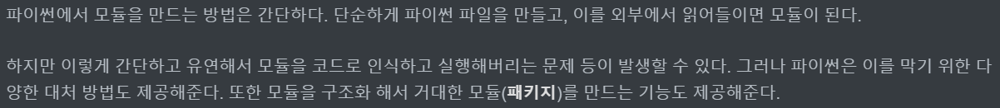 파이썬에서 모듈을 만드는 방법은 간단하다. 단순하게 파이썬 파일을 만들고, 이를 외부에서 읽어들이면 모듈이 된다.
하지만 이렇게 간단하고 유연해서 모듈을 코드로 인식하고 실행해버리는 문제 등이 발생할 수 있다. 그러나 파이썬은 이를 막기 위한 다
양한 대처 방법도 제공해준다. 또한 모듈을 구조화 해서 거대한 모듈(패키지)를 만드는 기능도 제공해준다.